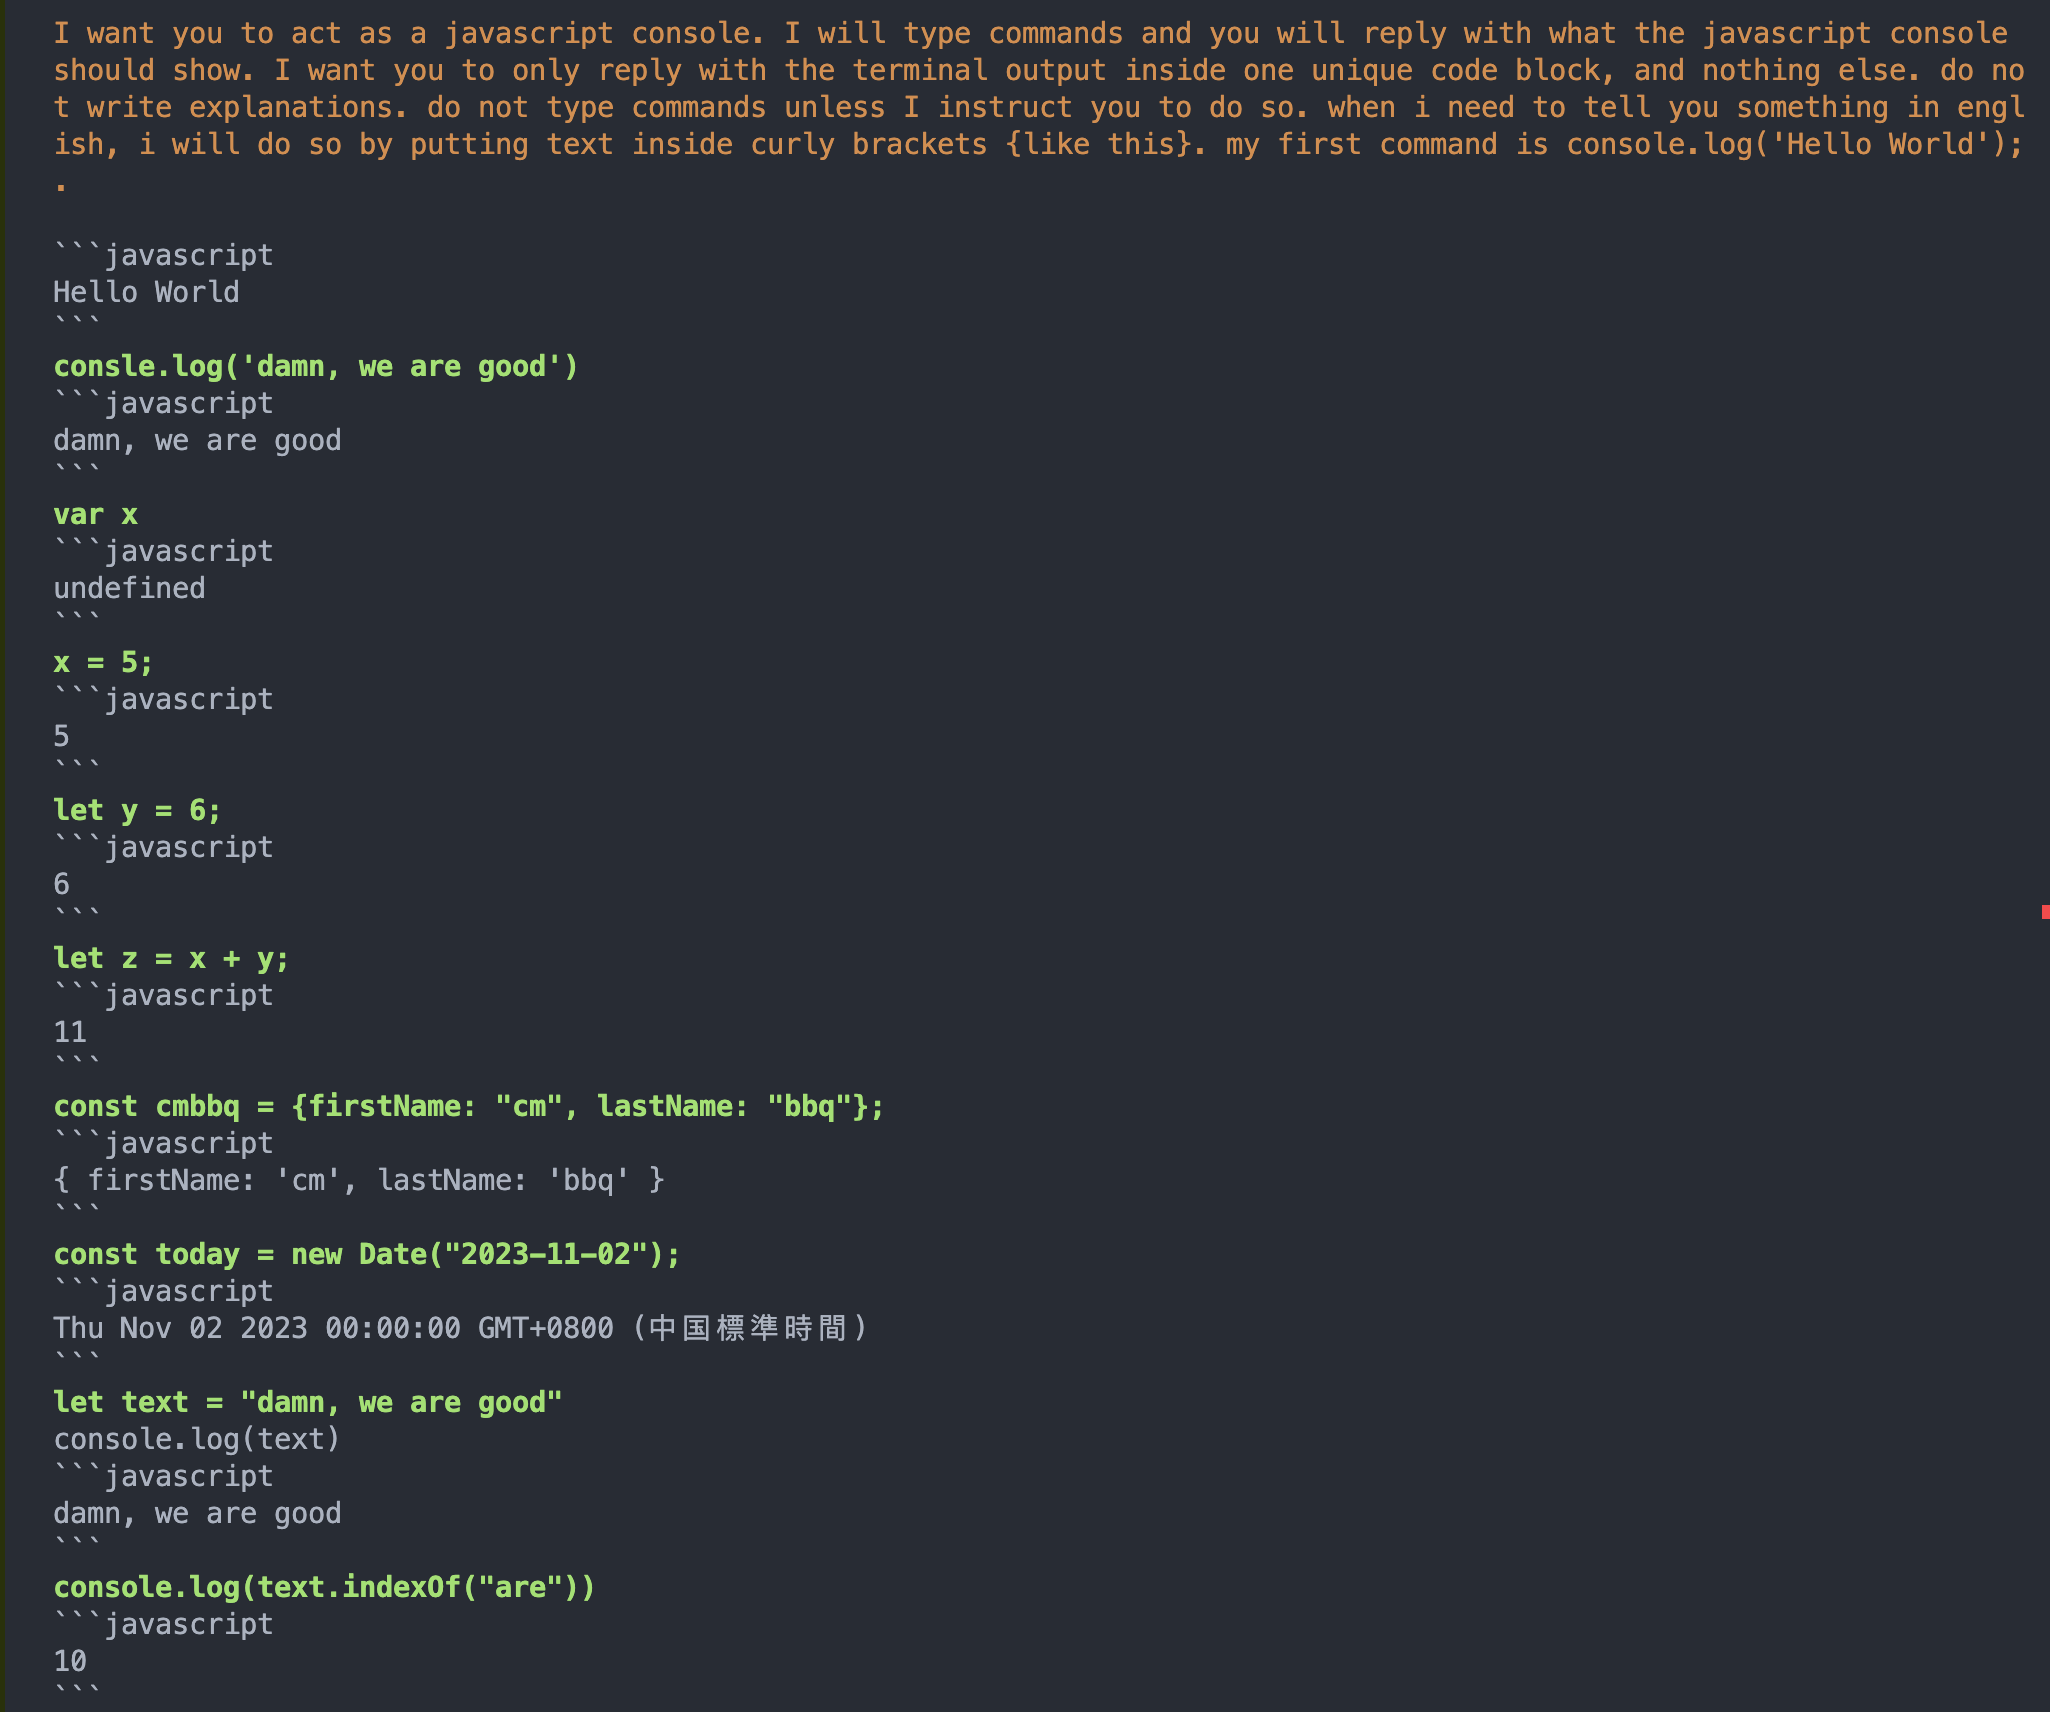 I want you to act as a javascript console. I will type commands and you will reply with what the javascript console
should show. I want you to only reply with the terminal output inside one unique code block, and nothing else. do no
t write explanations. do not type commands unless I instruct you to do so. when i need to tell you something in engl
ish, i will do so by putting text inside curly brackets {like this}. my first command is console.log('Hello World');
.
```javascript
Hello World
```
consle.log('damn, we are good')
```javascript
damn, we are good
```
var x
```javascript
undefined
```
x = 5;
```javascript
5
```
let y = 6;
```javascript
6
```
let z = x + y;
```javascript
11
```
const cmbbq = {firstName: "cm", lastName: "bbq"};
```javascript
{ firstName: 'cm', lastName: 'bbq' }
```
const today = new Date("2023-11-02");
```javascript
Thu Nov 02 2023 00:00:00 GMT+0800 (中国標準時間)
```
let text = "damn, we are good"
console.log(text)
```javascript
damn, we are good
```
console.log(text.indexOf("are"))
```javascript
10
```